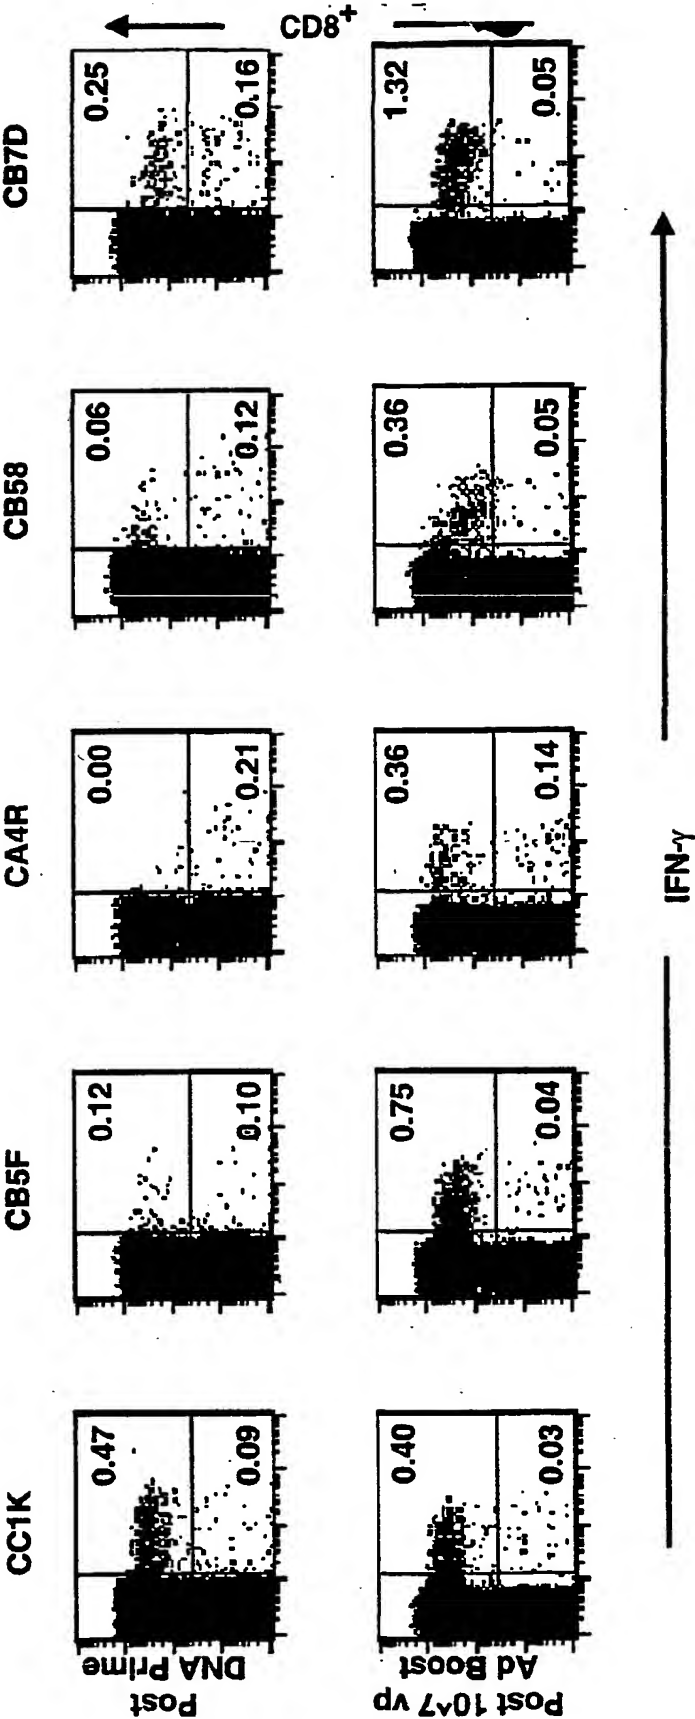 CC1K CB5F CA4R CB58 CB7D
Post
DNA Prime
0.47 0.12 0.00 0.06 0.25
0.09 0.10 0.21 0.12 0.16
CD8+
Post 10^7 vp
Ad Boost
0.40 0.75 0.36 0.36 1.32
0.03 0.04 0.14 0.05 0.05
IFN-γ